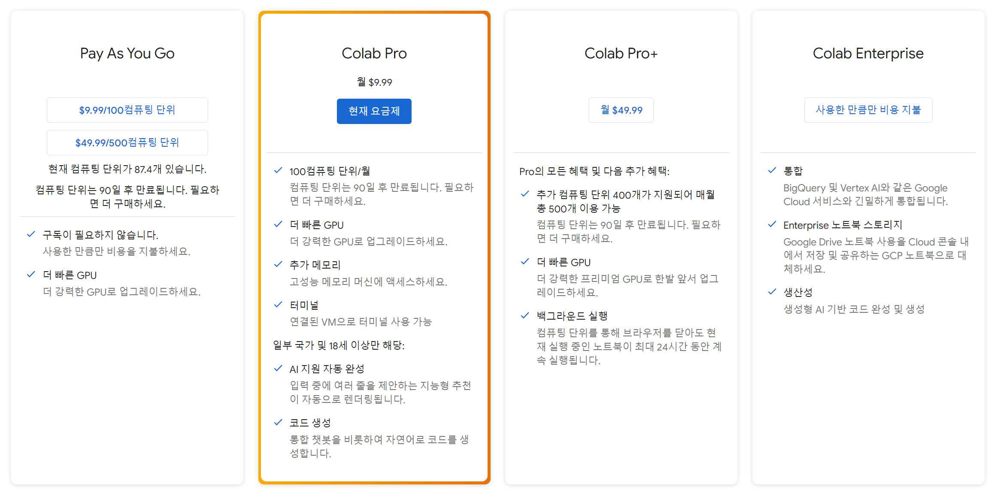 Pay As You Go
$9.99/100컴퓨팅 단위
$49.99/500컴퓨팅 단위
현재 컴퓨팅 단위가 87.4개 있습니다.
컴퓨팅 단위는 90일 후 만료됩니다. 필요하
면 더 구매하세요.
구독이 필요하지 않습니다.
사용한 만큼만 비용을 지불하세요.
더 빠른 GPU
더 강력한 GPU로 업그레이드하세요.
Colab Pro
월 $9.99
현재 요금제
100컴퓨팅 단위/월
컴퓨팅 단위는 90일 후 만료됩니다. 필요하
면 더 구매하세요.
더 빠른 GPU
더 강력한 GPU로 업그레이드하세요.
추가 메모리
고성능 메모리 머신에 액세스하세요.
터미널
연결된 VM으로 터미널 사용 가능
일부 국가 및 18세 이상만 해당:
AI 지원 자동 완성
입력 중에 여러 줄을 제안하는 지능형 추천
이 자동으로 렌더링됩니다.
코드 생성
통합 챗봇을 비롯하여 자연어로 코드를 생
성합니다.
Colab Pro+
월 $49.99
Pro의 모든 혜택 및 다음 추가 혜택:
추가 컴퓨팅 단위 400개가 지원되어 매월
총 500개 이용 가능
컴퓨팅 단위는 90일 후 만료됩니다. 필요하
면 더 구매하세요.
더 빠른 GPU
더 강력한 프리미엄 GPU로 한발 앞서 업그
레이드하세요.
백그라운드 실행
컴퓨팅 단위를 통해 브라우저를 닫아도 현
재 실행 중인 노트북이 최대 24시간 동안 계
속 실행됩니다.
Colab Enterprise
사용한 만큼만 비용 지불
통합
BigQuery 및 Vertex AI와 같은 Google
Cloud 서비스와 긴밀하게 통합됩니다.
Enterprise 노트북 스토리지
Google Drive 노트북 사용을 Cloud 콘솔 내
에서 저장 및 공유하는 GCP 노트북으로 대
체하세요.
생산성
생성형 AI 기반 코드 완성 및 생성